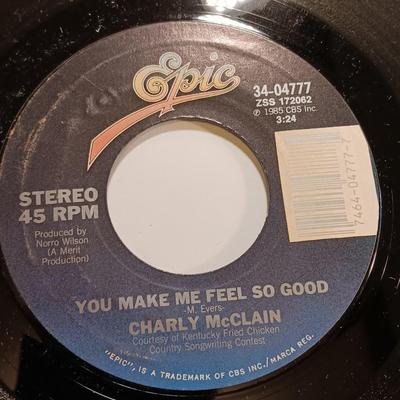 Epic
34-04777
ZSS 172062
℗ 1985 CBS Inc.
3:24
STEREO
45 RPM
Produced by
Norro Wilson
(A Merit
Production)
7464-04777-7
YOU MAKE ME FEEL SO GOOD
-M. Evers-
CHARLY McCLAIN
Courtesy of Kentucky Fried Chicken
Country Songwriting Contest
"EPIC", IS A TRADEMARK OF CBS INC./MARCA REG.